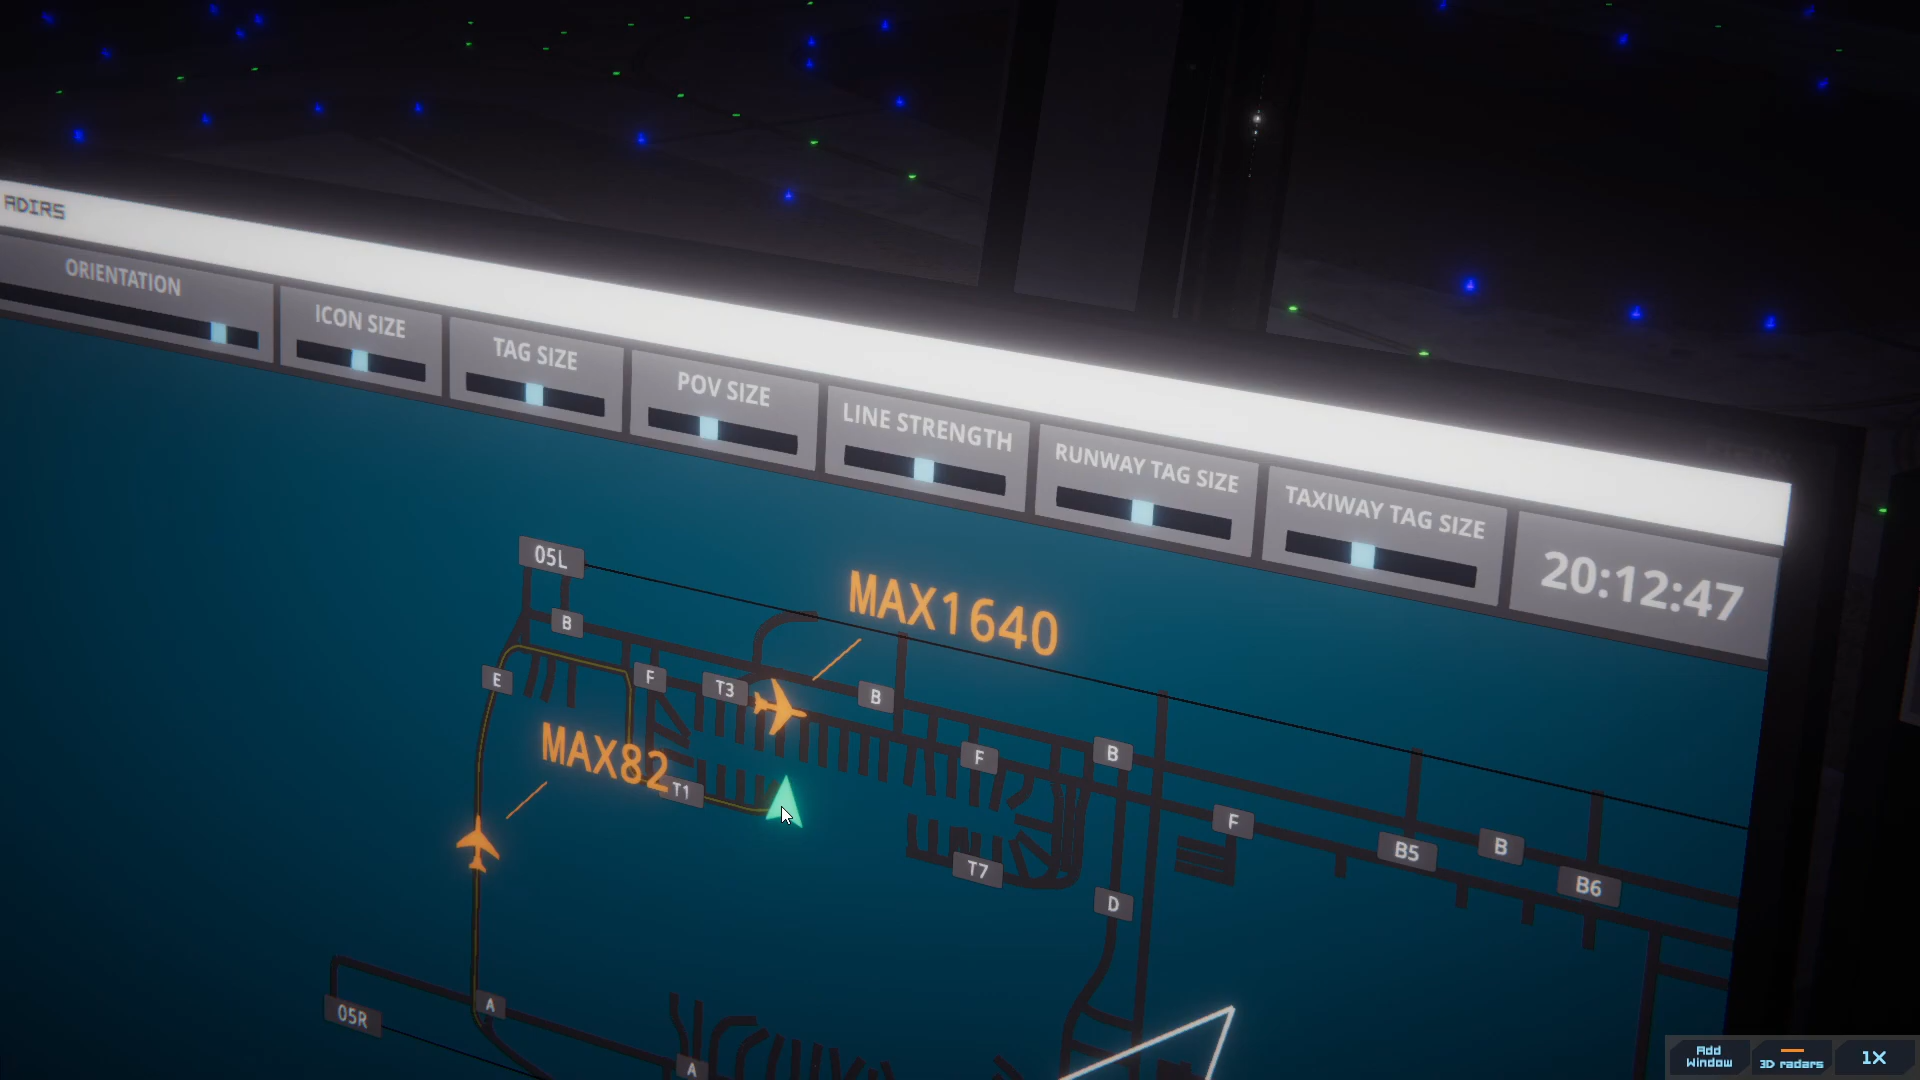 ADIRS
ORIENTATION
ICON SIZE
TAG SIZE
POV SIZE
LINE STRENGTH
RUNWAY TAG SIZE
TAXIWAY TAG SIZE
20:12:47
05L
MAX1640
B
E
F
T3
B
MAX82
T1
F
B
F
B5
B
B6
T7
D
05R
A
A
Add
Window
3D radars
1X